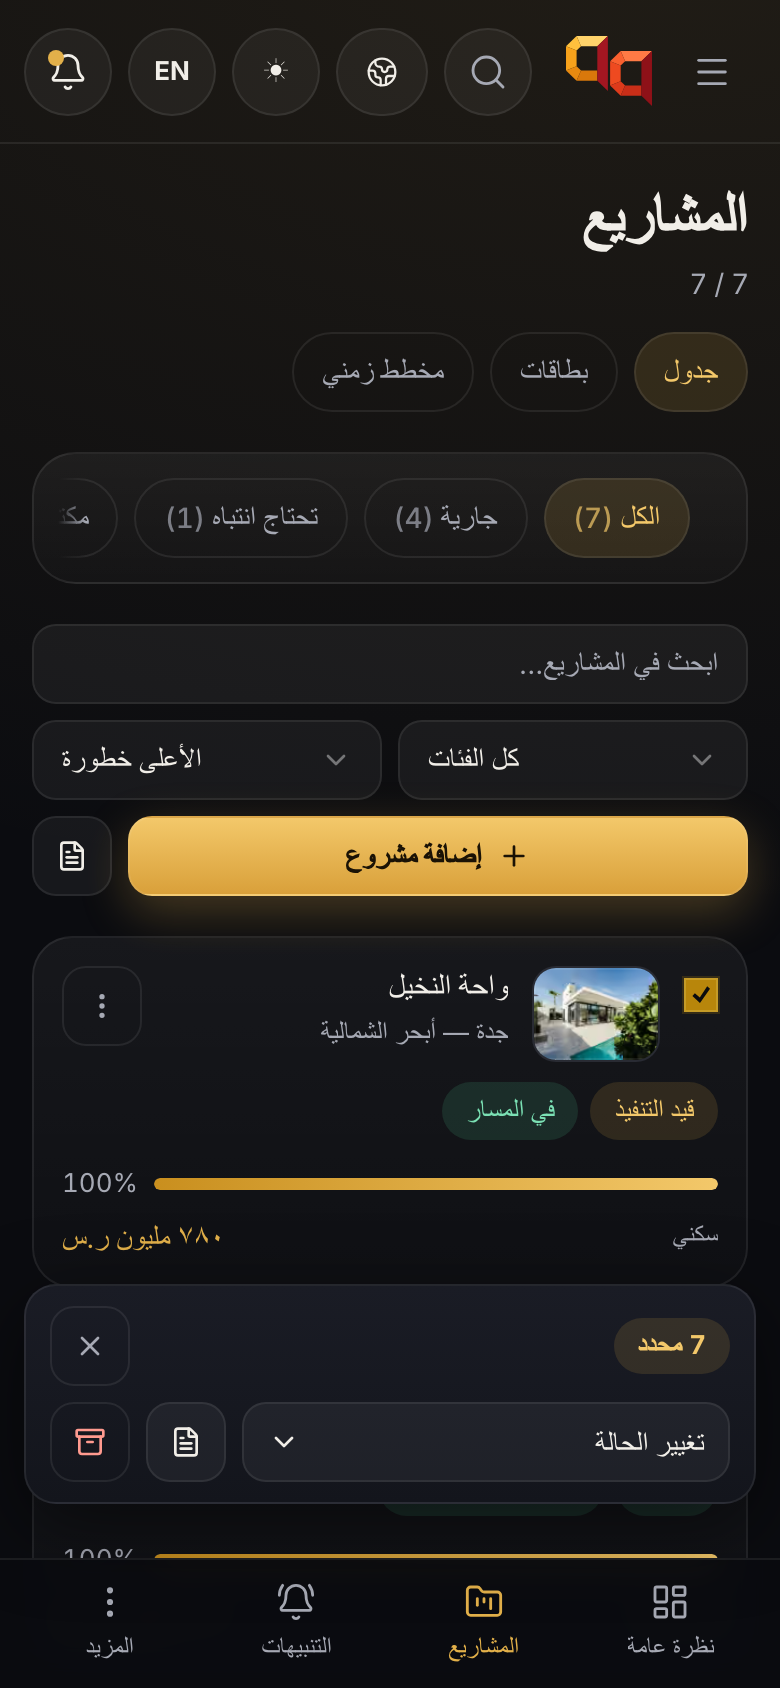 EN
المشاريع
7 / 7
جدول
بطاقات
مخطط زمني
الكل (7)
جارية (4)
تحتاج انتباه (1)
ابحث في المشاريع...
كل الفئات
الأعلى خطورة
+ إضافة مشروع
واحة النخيل
جدة — أبحر الشمالية
قيد التنفيذ
في المسار
100%
سكني
٧٨٠ مليون ر.س
7 محدد
تغيير الحالة
100%
نظرة عامة
المشاريع
التنبيهات
المزيد